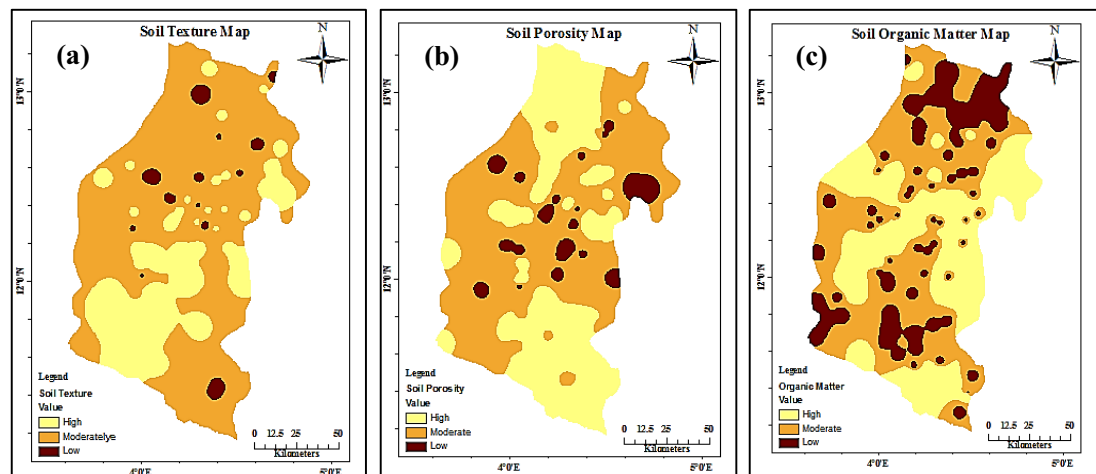 Soil Texture Map
N
(a)
13°0'0"N
12°0'0"N
Legend
Soil Texture
Value
High
Moderatelye
Low
0 12.5 25 50
Kilometers
4°0'E
5°0'E
Soil Porosity Map
N
(b)
13°0'N
12°0'N
Legend
Soil Porosity
Value
High
Moderate
Low
0 12.5 25 50
Kilometers
4°0'E
5°0'E
Soil Organic Matter Map
N
(c)
13°0'N
12°0'N
Legend
Organic Matter
Value
High
Moderate
Low
0 12.5 25 50
Kilometers
4°0'E
5°0'E